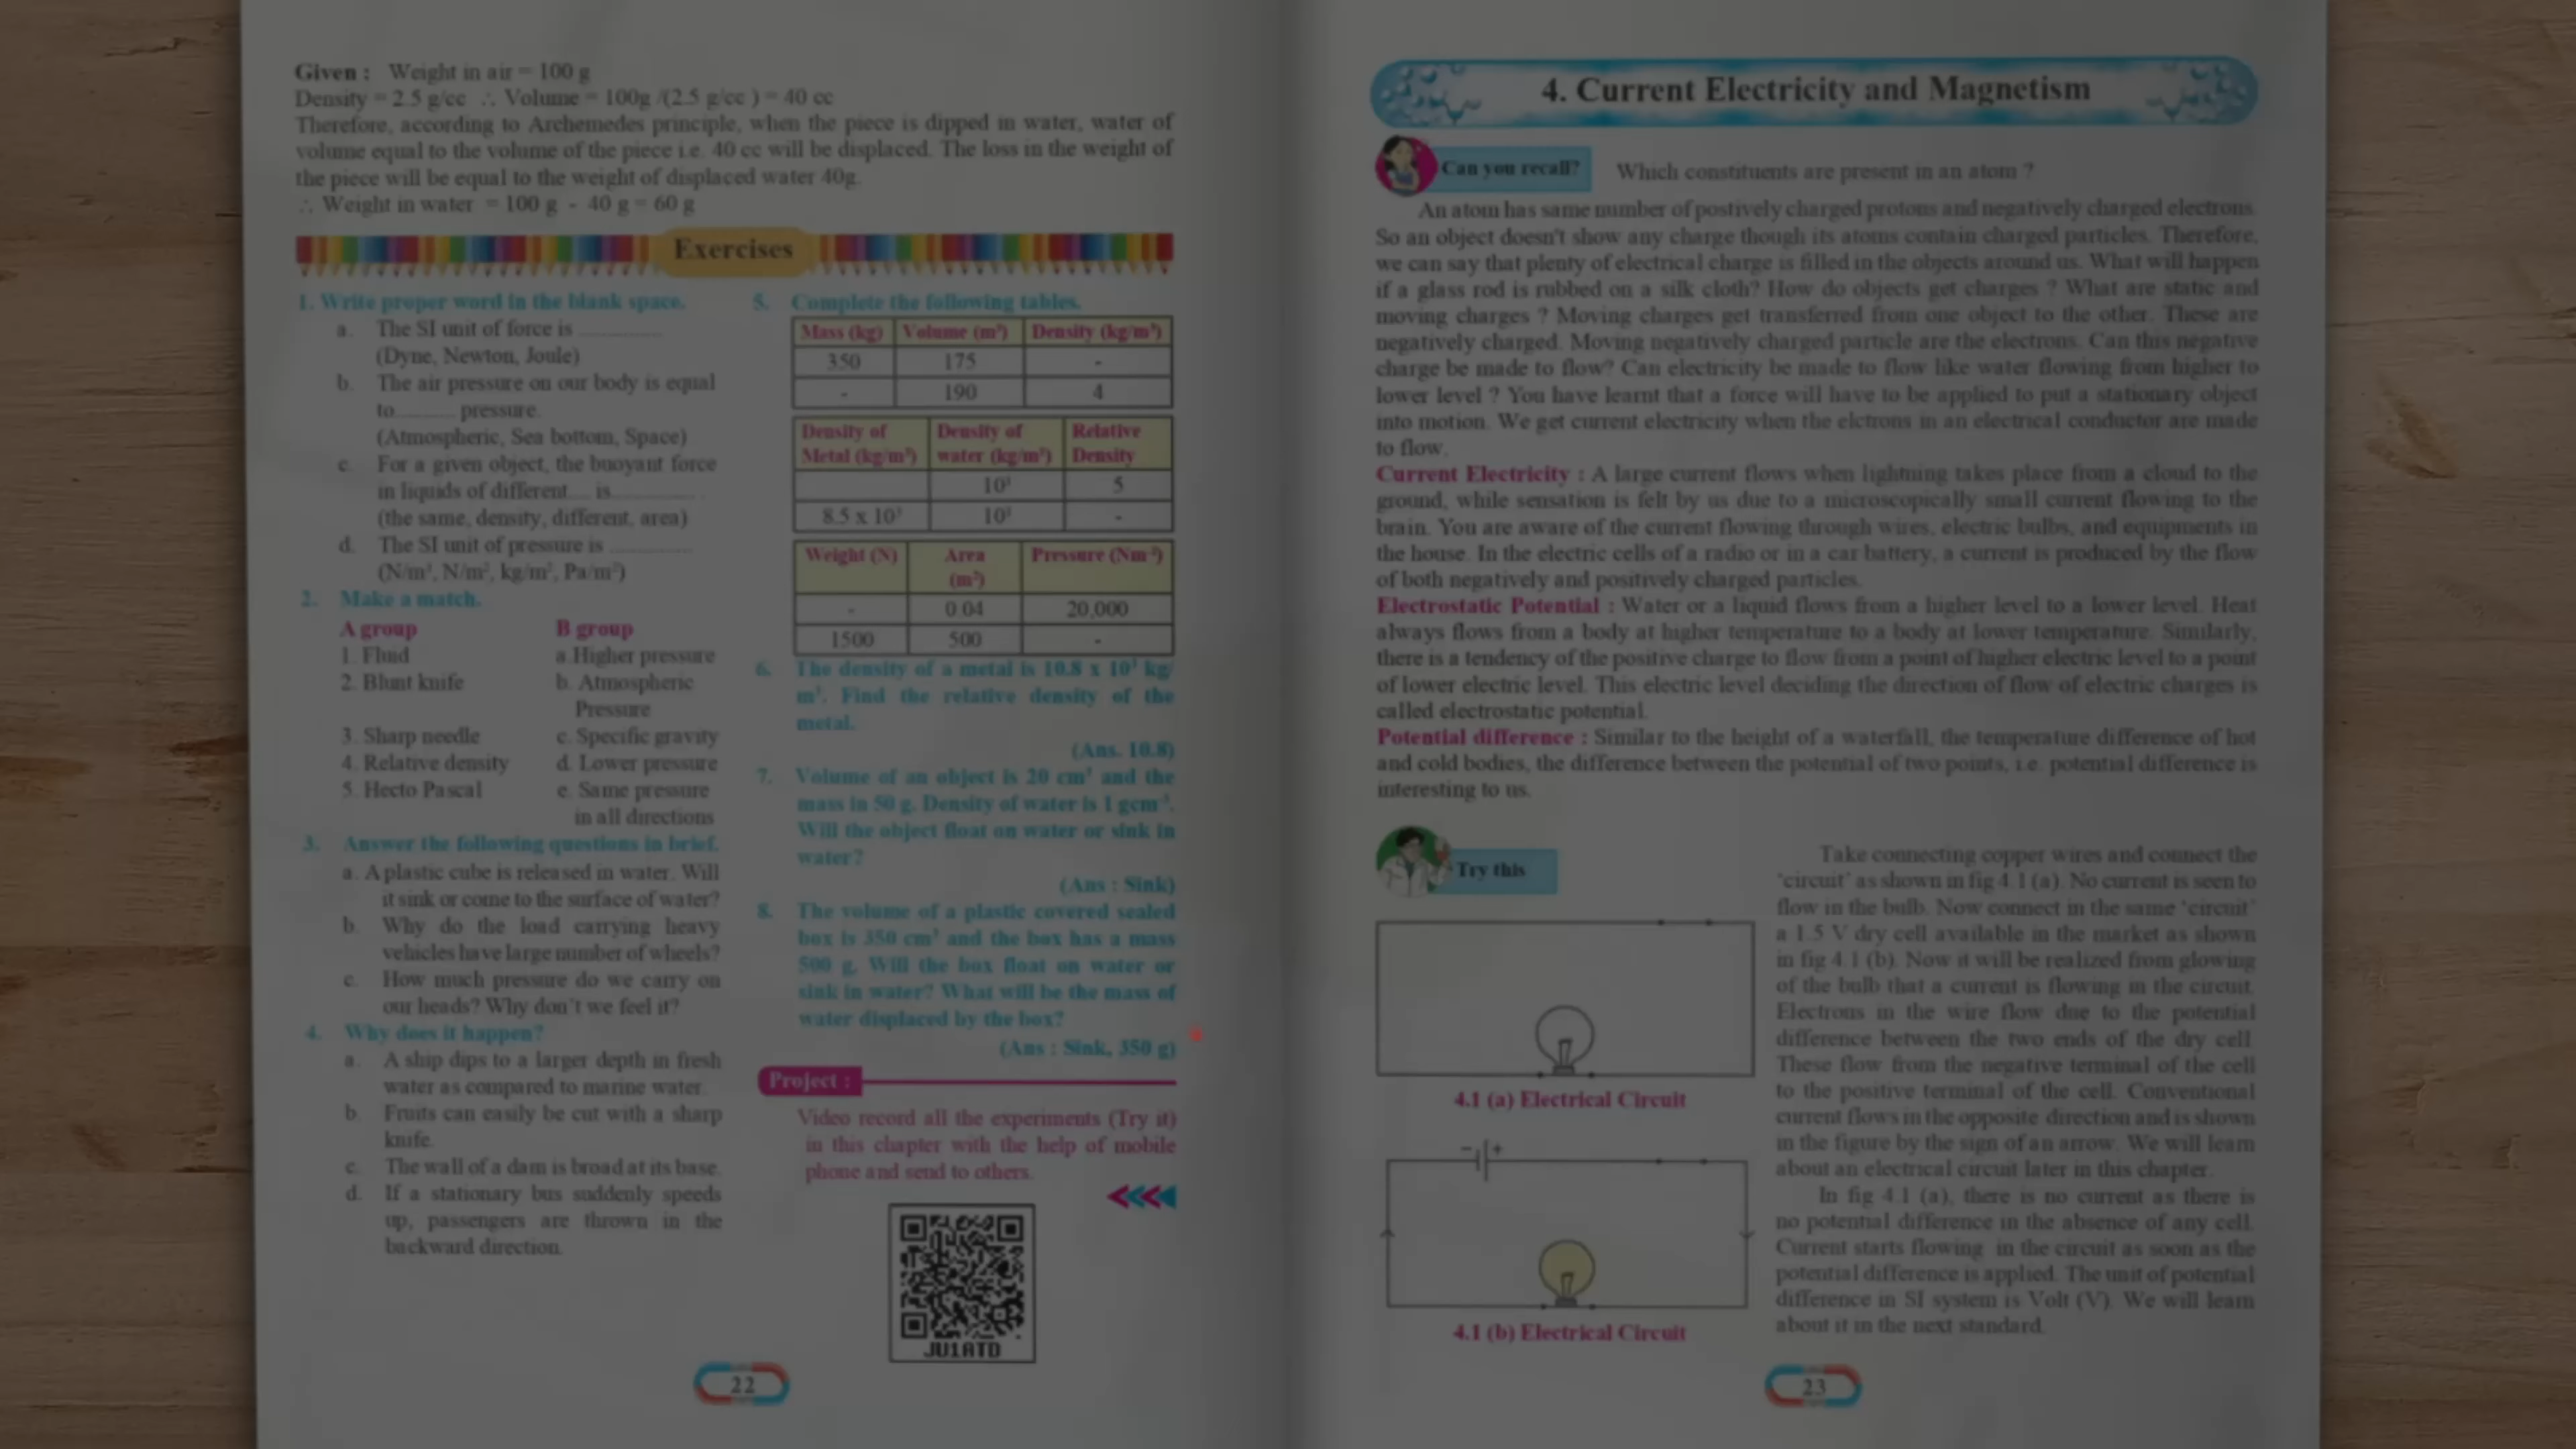 Given : Weight in air = 100 g
Density = 2.5 g/cc ∴ Volume = 100g /(2.5 g/cc ) = 40 cc
Therefore, according to Archemedes principle, when the piece is dipped in water, water of
volume equal to the volume of the piece i.e. 40 cc will be displaced. The loss in the weight of
the piece will be equal to the weight of displaced water 40g.
∴ Weight in water = 100 g - 40 g = 60 g
Exercises
1. Write proper word in the blank space.
a. The SI unit of force is ...............
(Dyne, Newton, Joule)
b. The air pressure on our body is equal
to........... pressure.
(Atmospheric, Sea bottom, Space)
c. For a given object, the buoyant force
in liquids of different.... is............... .
(the same, density, different, area)
d. The SI unit of pressure is ...............
(N/m³, N/m², kg/m², Pa/m²)
2. Make a match.
A group B group
1. Fluid a.Higher pressure
2. Blunt knife b. Atmospheric
Pressure
3. Sharp needle c. Specific gravity
4. Relative density d. Lower pressure
5. Hecto Pascal e. Same pressure
in all directions
3. Answer the following questions in brief.
a. A plastic cube is released in water. Will
it sink or come to the surface of water?
b. Why do the load carrying heavy
vehicles have large number of wheels?
c. How much pressure do we carry on
our heads? Why don't we feel it?
4. Why does it happen?
a. A ship dips to a larger depth in fresh
water as compared to marine water.
b. Fruits can easily be cut with a sharp
knife.
c. The wall of a dam is broad at its base.
d. If a stationary bus suddenly speeds
up, passengers are thrown in the
backward direction.
5. Complete the following tables.
Mass (kg) Volume (m³) Density (kg/m³)
350 175 -
- 190 4
Density of Density of Relative
Metal (kg/m³) water (kg/m³) Density
10³ 5
8.5 x 10³ 10³ -
Weight (N) Area Pressure (Nm⁻²)
(m²)
- 0.04 20,000
1500 500 -
6. The density of a metal is 10.8 x 10³ kg/
m³. Find the relative density of the
metal.
(Ans. 10.8)
7. Volume of an object is 20 cm³ and the
mass in 50 g. Density of water is 1 gcm⁻³.
Will the object float on water or sink in
water?
(Ans : Sink)
8. The volume of a plastic covered sealed
box is 350 cm³ and the box has a mass
500 g. Will the box float on water or
sink in water? What will be the mass of
water displaced by the box?
(Ans : Sink, 350 g)
Project :
Video record all the experiments (Try it)
in this chapter with the help of mobile
phone and send to others.
JU1ATD
22
4. Current Electricity and Magnetism
Can you recall? Which constituents are present in an atom ?
An atom has same number of postively charged protons and negatively charged electrons.
So an object doesn't show any charge though its atoms contain charged particles. Therefore,
we can say that plenty of electrical charge is filled in the objects around us. What will happen
if a glass rod is rubbed on a silk cloth? How do objects get charges ? What are static and
moving charges ? Moving charges get transferred from one object to the other. These are
negatively charged. Moving negatively charged particle are the electrons. Can this negative
charge be made to flow? Can electricity be made to flow like water flowing from higher to
lower level ? You have learnt that a force will have to be applied to put a stationary object
into motion. We get current electricity when the elctrons in an electrical conductor are made
to flow.
Current Electricity : A large current flows when lightning takes place from a cloud to the
ground, while sensation is felt by us due to a microscopically small current flowing to the
brain. You are aware of the current flowing through wires, electric bulbs, and equipments in
the house. In the electric cells of a radio or in a car battery, a current is produced by the flow
of both negatively and positively charged particles.
Electrostatic Potential : Water or a liquid flows from a higher level to a lower level. Heat
always flows from a body at higher temperature to a body at lower temperature. Similarly,
there is a tendency of the positive charge to flow from a point of higher electric level to a point
of lower electric level. This electric level deciding the direction of flow of electric charges is
called electrostatic potential.
Potential difference : Similar to the height of a waterfall, the temperature difference of hot
and cold bodies, the difference between the potential of two points, i.e. potential difference is
interesting to us.
Try this
4.1 (a) Electrical Circuit
- +
4.1 (b) Electrical Circuit
Take connecting copper wires and connect the
'circuit' as shown in fig 4.1 (a). No current is seen to
flow in the bulb. Now connect in the same 'circuit'
a 1.5 V dry cell available in the market as shown
in fig 4.1 (b). Now it will be realized from glowing
of the bulb that a current is flowing in the circuit.
Electrons in the wire flow due to the potential
difference between the two ends of the dry cell.
These flow from the negative terminal of the cell
to the positive terminal of the cell. Conventional
current flows in the opposite direction and is shown
in the figure by the sign of an arrow. We will learn
about an electrical circuit later in this chapter.
In fig 4.1 (a), there is no current as there is
no potential difference in the absence of any cell.
Current starts flowing in the circuit as soon as the
potential difference is applied. The unit of potential
difference in SI system is Volt (V). We will learn
about it in the next standard.
23